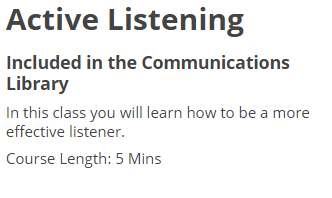 Active Listening
Included in the Communications
Library
In this class you will learn how to be a more
effective listener.
Course Length: 5 Mins